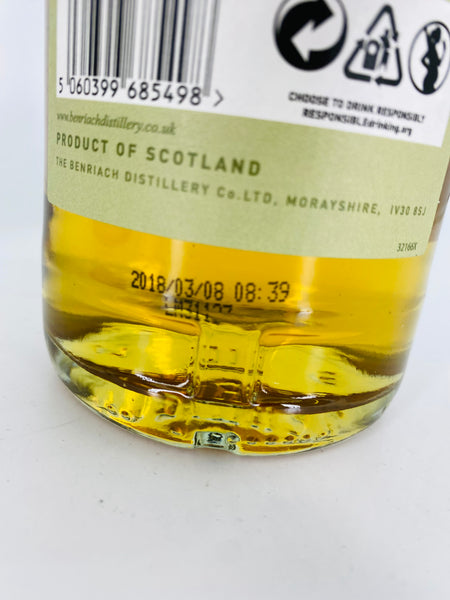 5 060399 685498 >
CHOOSE TO DRINK RESPONSIBLY
RESPONSIBLEdrinking.org
www.benriachdistillery.co.uk
PRODUCT OF SCOTLAND
THE BENRIACH DISTILLERY Co.LTD, MORAYSHIRE, IV30 8SJ
32166X
2018/03/08 08:39